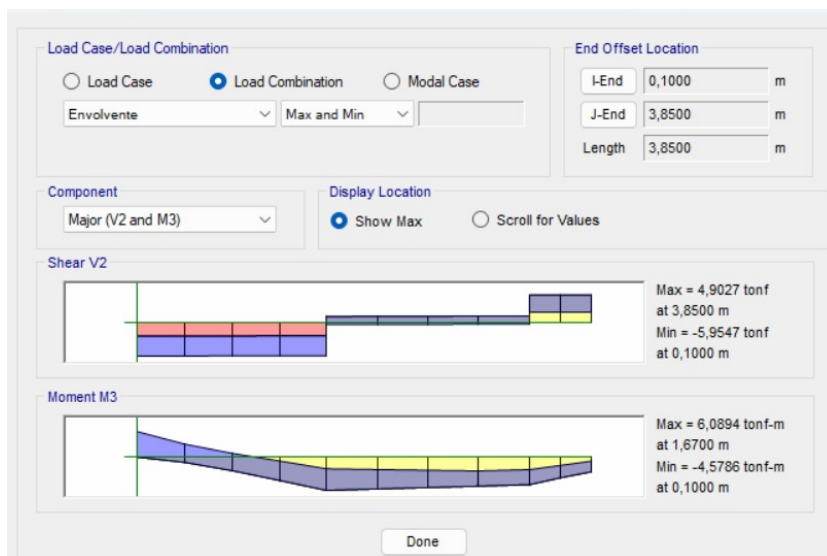 Load Case/Load Combination
Load Case Load Combination Modal Case
Envolvente Max and Min
End Offset Location
I-End 0,1000 m
J-End 3,8500 m
Length 3,8500 m
Component
Major (V2 and M3)
Display Location
Show Max Scroll for Values
Shear V2
Max = 4,9027 tonf
at 3,8500 m
Min = -5,9547 tonf
at 0,1000 m
Moment M3
Max = 6,0894 tonf-m
at 1,6700 m
Min = -4,5786 tonf-m
at 0,1000 m
Done